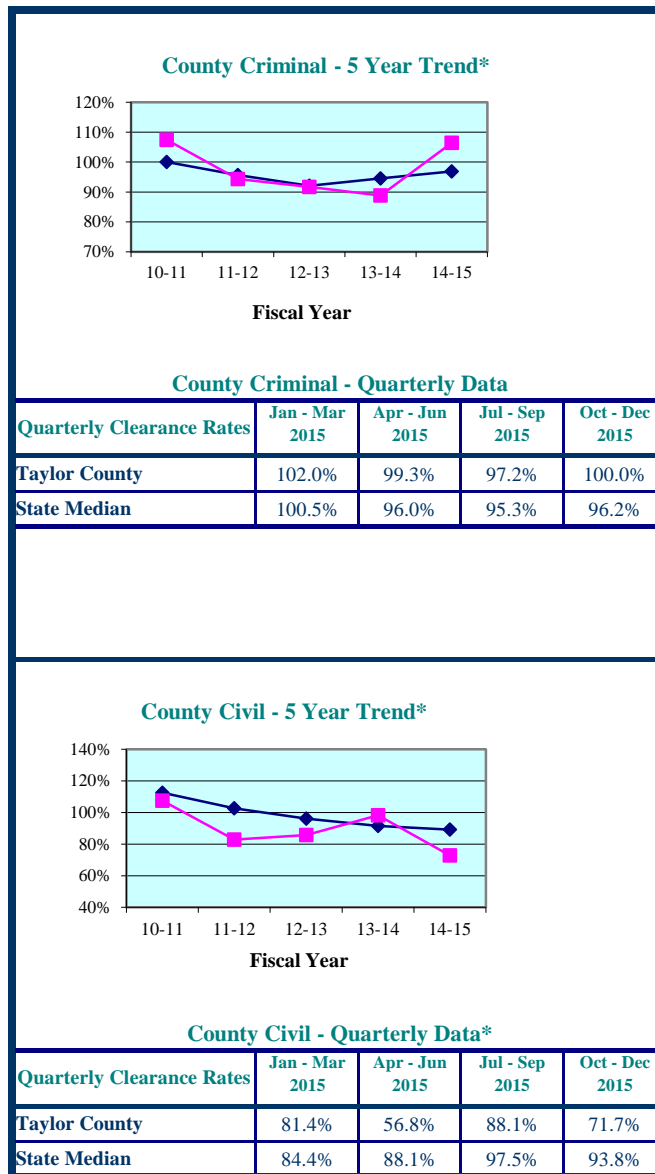 County Criminal - 5 Year Trend*
120%
110%
100%
90%
80%
70%
10-11 11-12 12-13 13-14 14-15
Fiscal Year
County Criminal - Quarterly Data
Quarterly Clearance Rates Jan - Mar 2015 Apr - Jun 2015 Jul - Sep 2015 Oct - Dec 2015
Taylor County 102.0% 99.3% 97.2% 100.0%
State Median 100.5% 96.0% 95.3% 96.2%
County Civil - 5 Year Trend*
140%
120%
100%
80%
60%
40%
10-11 11-12 12-13 13-14 14-15
Fiscal Year
County Civil - Quarterly Data*
Quarterly Clearance Rates Jan - Mar 2015 Apr - Jun 2015 Jul - Sep 2015 Oct - Dec 2015
Taylor County 81.4% 56.8% 88.1% 71.7%
State Median 84.4% 88.1% 97.5% 93.8%